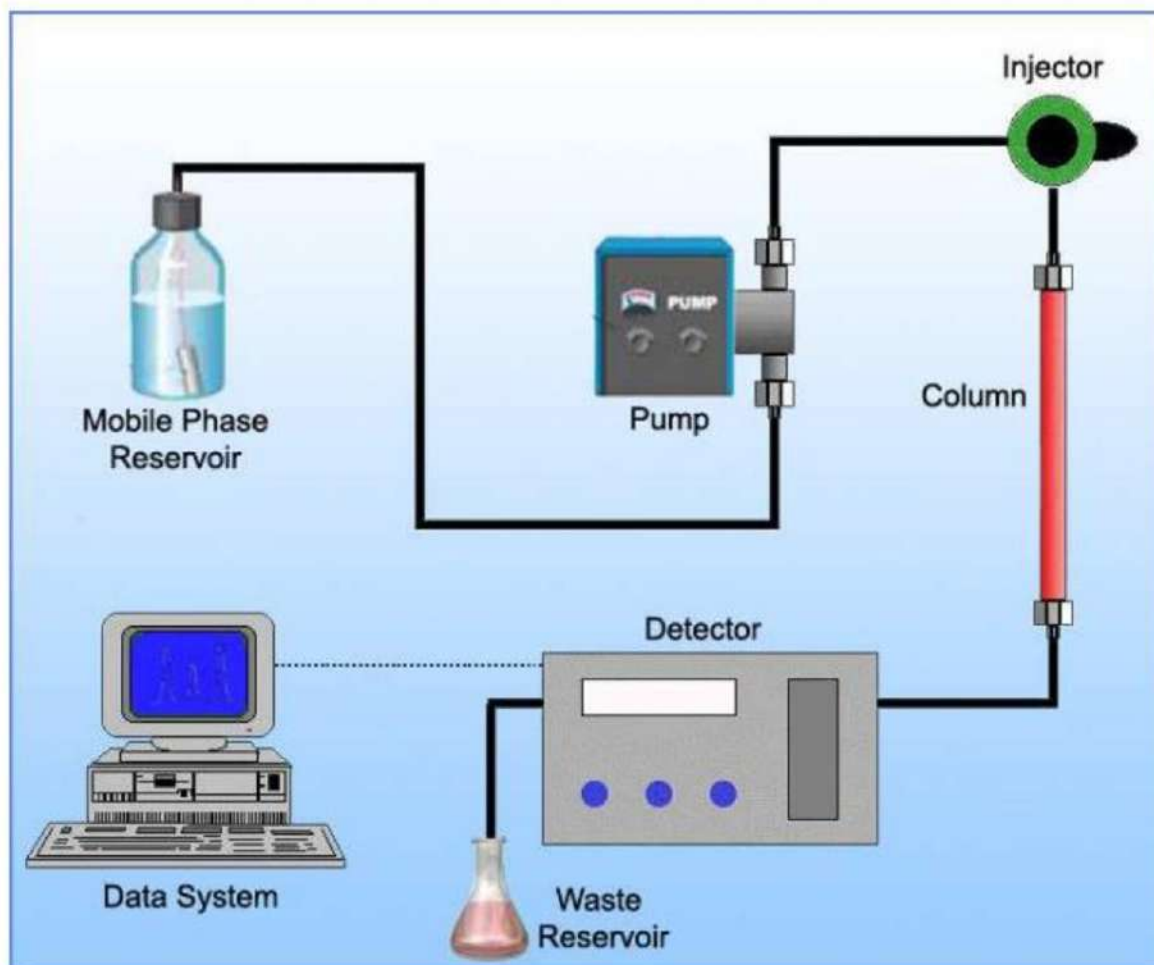 Injector
PUMP
Mobile Phase
Reservoir
Pump
Column
Detector
Data System
Waste
Reservoir